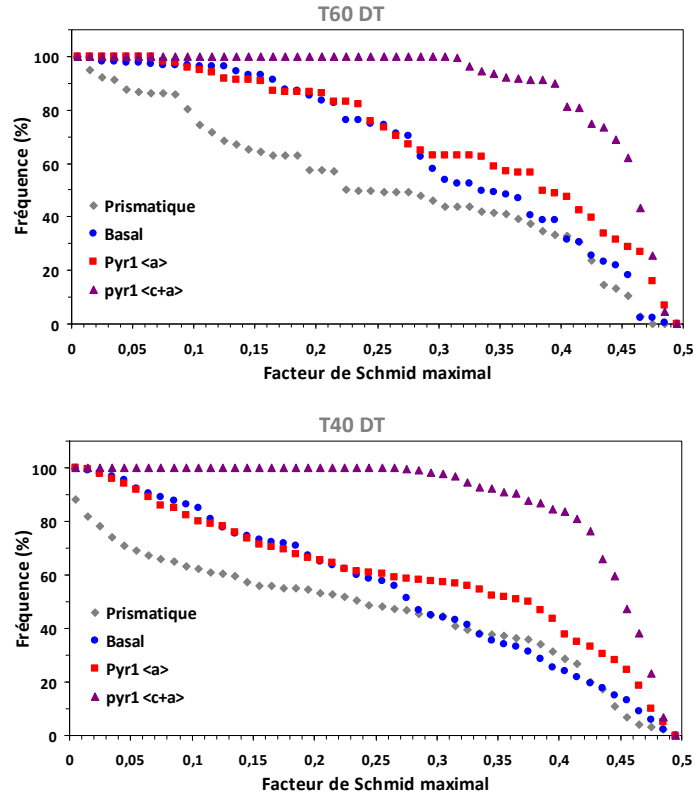 T60 DT
Fréquence (%)
100
80
60
40
20
0
Prismatique
Basal
Pyr1 <a>
pyr1 <c+a>
0 0,05 0,1 0,15 0,2 0,25 0,3 0,35 0,4 0,45 0,5
Facteur de Schmid maximal
T40 DT
Fréquence (%)
100
80
60
40
20
0
Prismatique
Basal
Pyr1 <a>
pyr1 <c+a>
0 0,05 0,1 0,15 0,2 0,25 0,3 0,35 0,4 0,45 0,5
Facteur de Schmid maximal